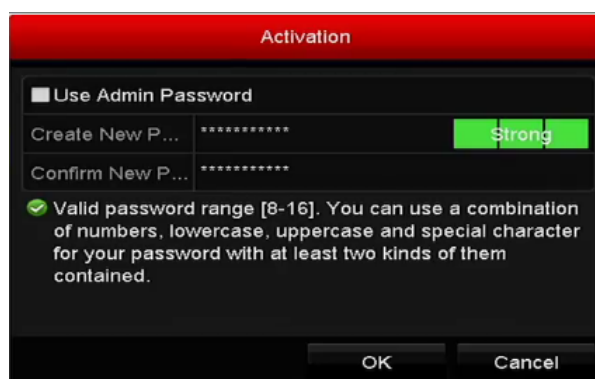 Activation
Use Admin Password
Create New P... *********** Strong
Confirm New P... ***********
Valid password range [8-16]. You can use a combination
of numbers, lowercase, uppercase and special character
for your password with at least two kinds of them
contained.
OK Cancel